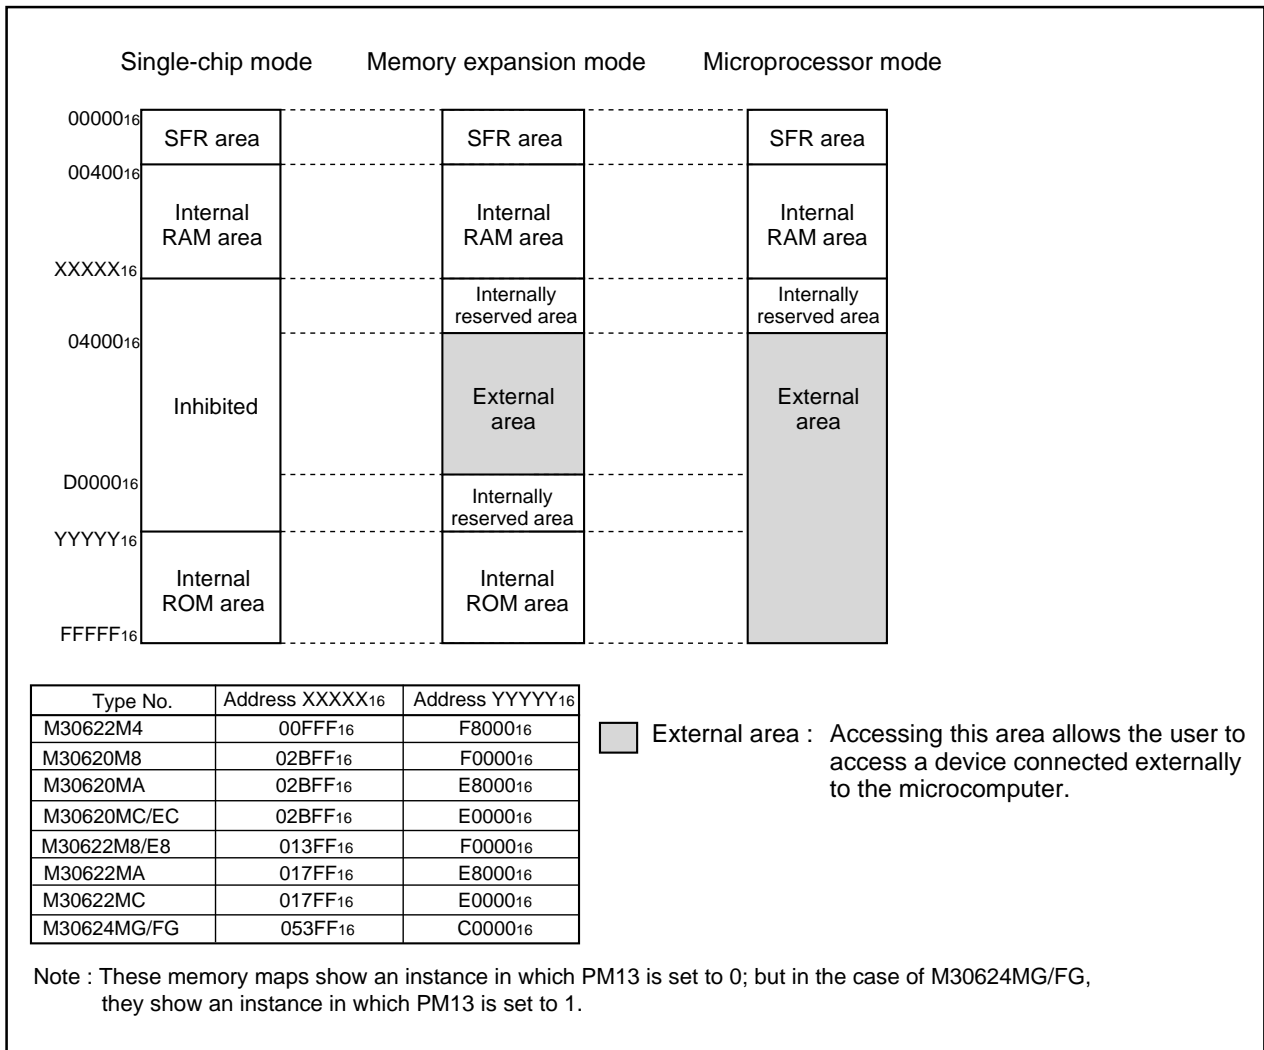 Single-chip mode Memory expansion mode Microprocessor mode
0000016
SFR area SFR area SFR area
0040016
Internal RAM area Internal RAM area Internal RAM area
XXXXX16
Internally reserved area Internally reserved area
0400016
Inhibited External area External area
D000016
Internally reserved area
YYYYY16
Internal ROM area Internal ROM area
FFFFF16
Type No. Address XXXXX16 Address YYYYY16
M30622M4 00FFF16 F800016
M30620M8 02BFF16 F000016
M30620MA 02BFF16 E800016
M30620MC/EC 02BFF16 E000016
M30622M8/E8 013FF16 F000016
M30622MA 017FF16 E800016
M30622MC 017FF16 E000016
M30624MG/FG 053FF16 C000016
External area : Accessing this area allows the user to
access a device connected externally
to the microcomputer.
Note : These memory maps show an instance in which PM13 is set to 0; but in the case of M30624MG/FG,
they show an instance in which PM13 is set to 1.